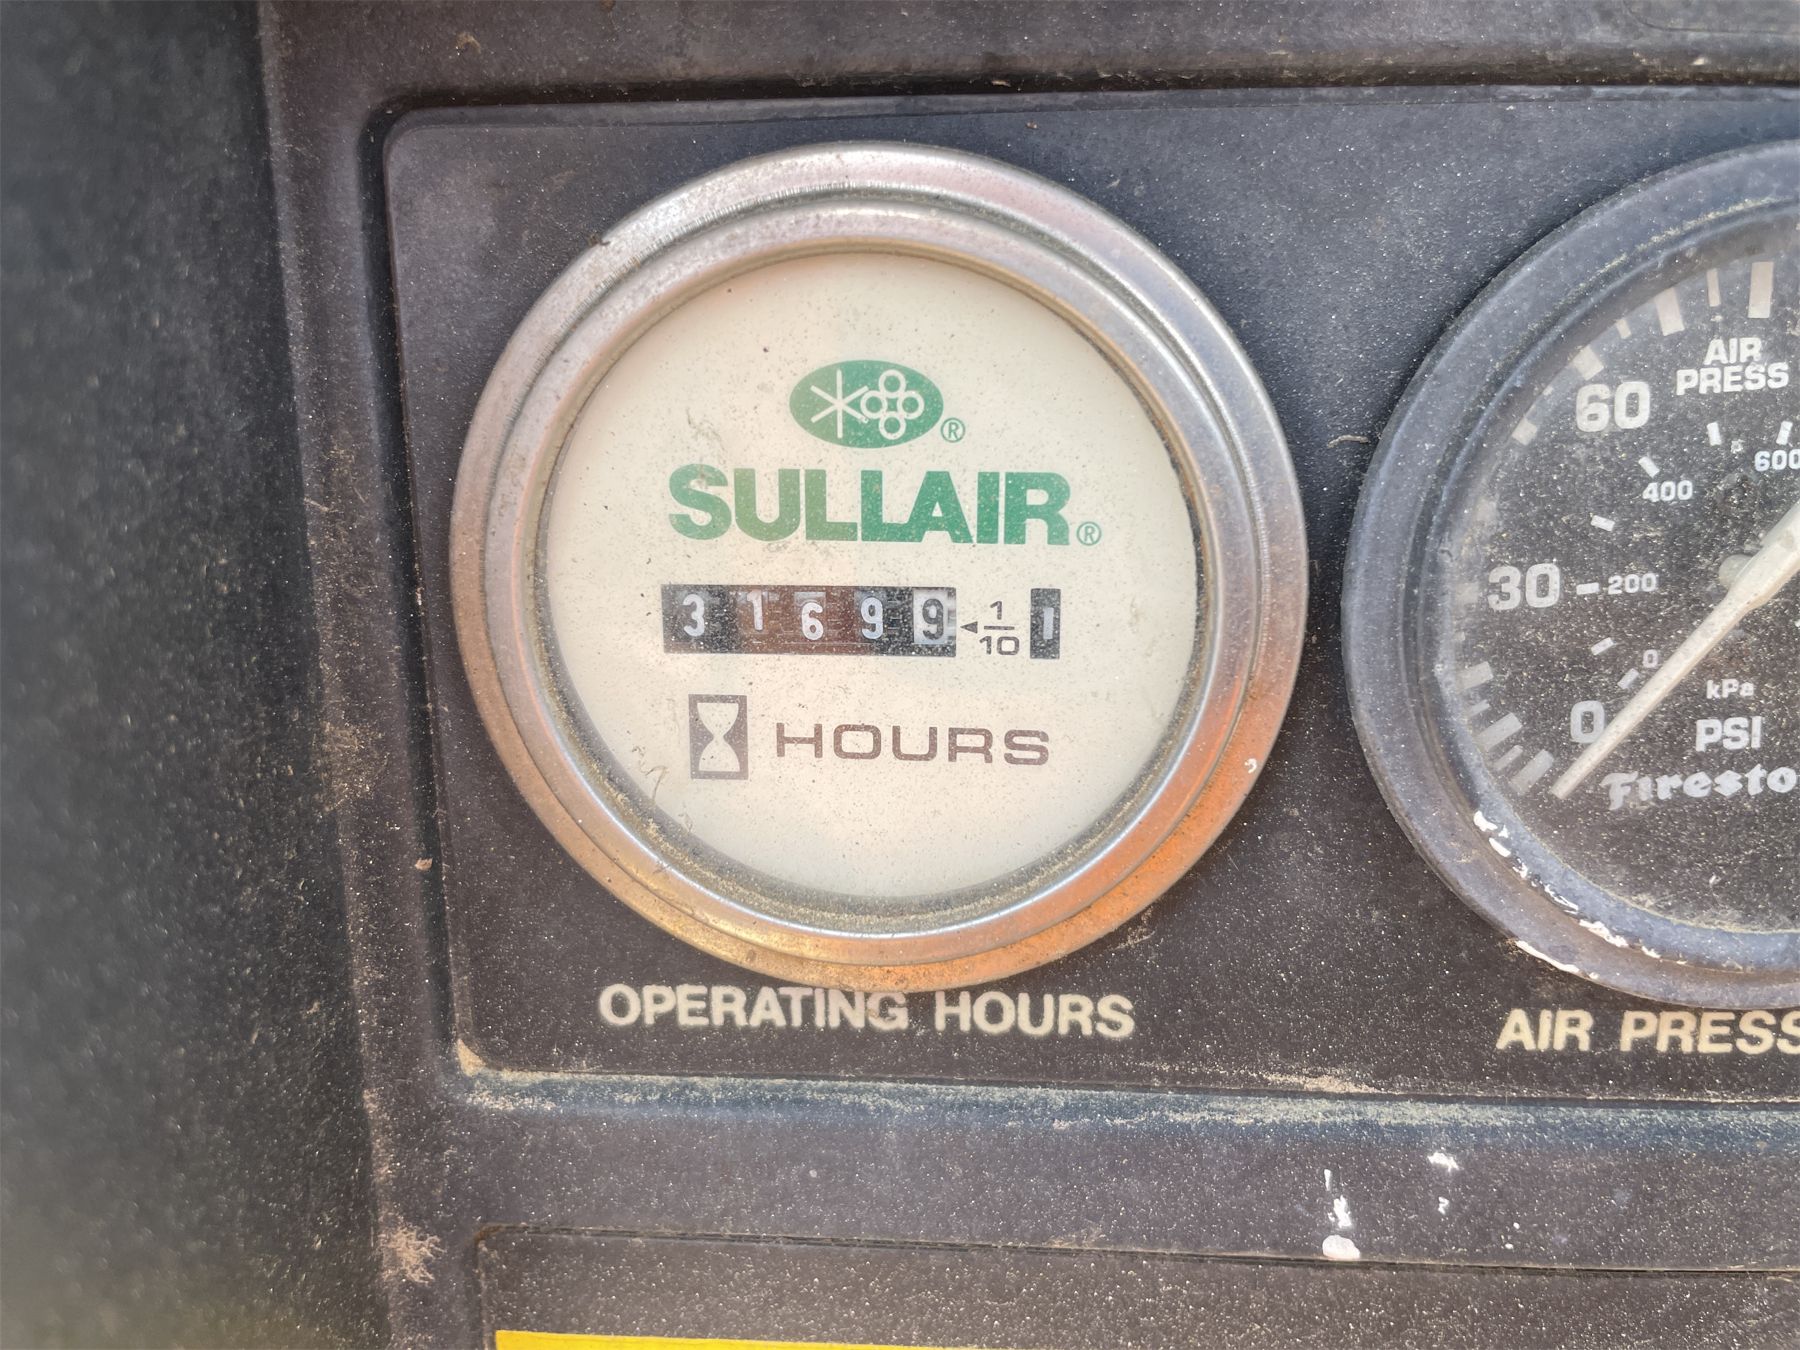 ®
SULLAIR®
31699 ◄ 1/10 1
HOURS
OPERATING HOURS
AIR
PRESS
60
600
400
30
200
0
0
kPa
PSI
AIR PRESS